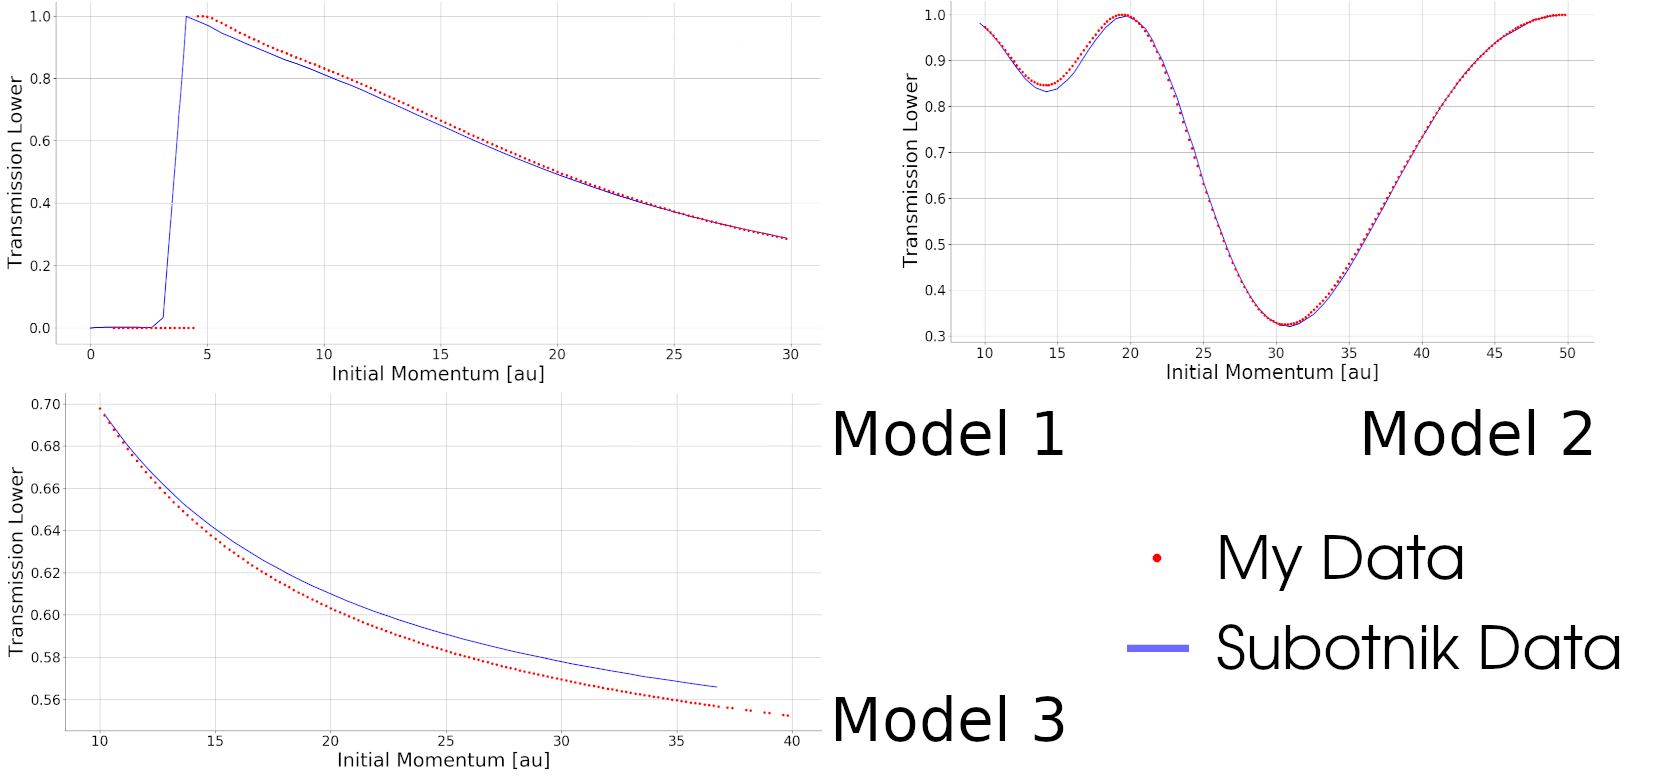 1.0
0.8
0.6
0.4
0.2
0.0
Transmission Lower
0 5 10 15 20 25 30
Initial Momentum [au]
1.0
0.9
0.8
0.7
0.6
0.5
0.4
0.3
Transmission Lower
10 15 20 25 30 35 40 45 50
Initial Momentum [au]
Model 1
Model 2
0.70
0.68
0.66
0.64
0.62
0.60
0.58
0.56
Transmission Lower
10 15 20 25 30 35 40
Initial Momentum [au]
Model 3
My Data
Subotnik Data